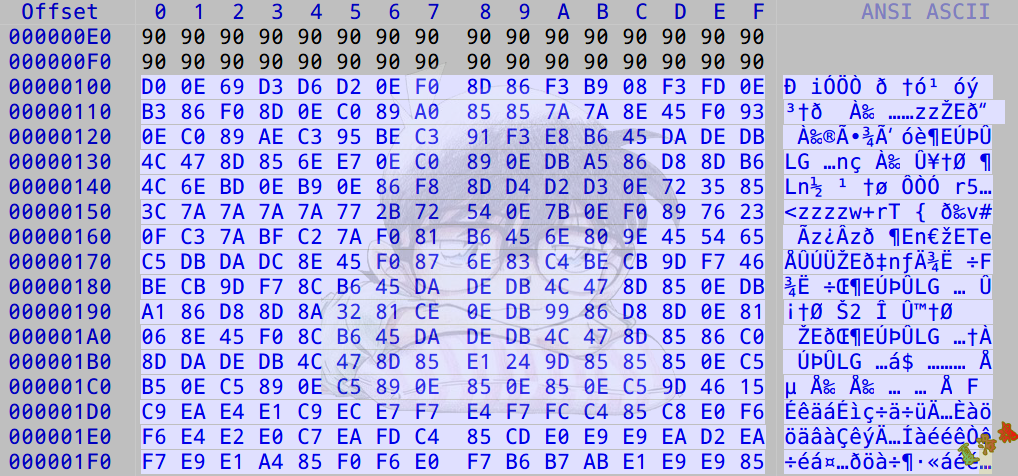 Offset 0 1 2 3 4 5 6 7 8 9 A B C D E F ANSI ASCII
000000E0 90 90 90 90 90 90 90 90 90 90 90 90 90 90 90 90
000000F0 90 90 90 90 90 90 90 90 90 90 90 90 90 90 90 90
00000100 D0 0E 69 D3 D6 D2 0E F0 8D 86 F3 B9 08 F3 FD 0E Ð iÓÖÒ ð †ó¹ óý
00000110 B3 86 F0 8D 0E C0 89 A0 85 85 7A 7A 8E 45 F0 93 ³†ð À‰ ……zzŽEð“
00000120 0E C0 89 AE C3 95 BE C3 91 F3 E8 B6 45 DA DE DB À‰®Ã•¾Ã‘óè¶EÚÞÛ
00000130 4C 47 8D 85 6E E7 0E C0 89 0E DB A5 86 D8 8D B6 LG …nç À‰ Û¥†Ø ¶
00000140 4C 6E BD 0E B9 0E 86 F8 8D D4 D2 D3 0E 72 35 85 Ln½ ¹ †ø ÔÒÓ r5…
00000150 3C 7A 7A 7A 7A 77 2B 72 54 0E 7B 0E F0 89 76 23 <zzzzw+rT { ð‰v#
00000160 0F C3 7A BF C2 7A F0 81 B6 45 6E 80 9E 45 54 65 Ãz¿Âzð ¶En€žETe
00000170 C5 DB DA DC 8E 45 F0 87 6E 83 C4 BE CB 9D F7 46 ÅÛÚÜŽEð‡nƒÄ¾Ë ÷F
00000180 BE CB 9D F7 8C B6 45 DA DE DB 4C 47 8D 85 0E DB ¾Ë ÷Œ¶EÚÞÛLG … Û
00000190 A1 86 D8 8D 8A 32 81 CE 0E DB 99 86 D8 8D 0E 81 ¡†Ø Š2 Î Û™†Ø
000001A0 06 8E 45 F0 8C B6 45 DA DE DB 4C 47 8D 85 86 C0 ŽEðŒ¶EÚÞÛLG …†À
000001B0 8D DA DE DB 4C 47 8D 85 E1 24 9D 85 85 85 0E C5 ÚÞÛLG …á$ ……… Å
000001C0 B5 0E C5 89 0E C5 89 0E 85 0E 85 0E C5 9D 46 15 µ Å‰ Å‰ … … Å F
000001D0 C9 EA E4 E1 C9 EC E7 F7 E4 F7 FC C4 85 C8 E0 F6 ÉêäáÉìç÷ä÷üÄ…Èàö
000001E0 F6 E4 E2 E0 C7 EA FD C4 85 CD E0 E9 E9 EA D2 EA öäâàÇêýÄ…ÍàéééêÒê
000001F0 F7 E9 E1 A4 85 F0 F6 E0 F7 B6 B7 AB E1 E9 E9 85 ÷éá¤…ðöà÷¶·«áéé…